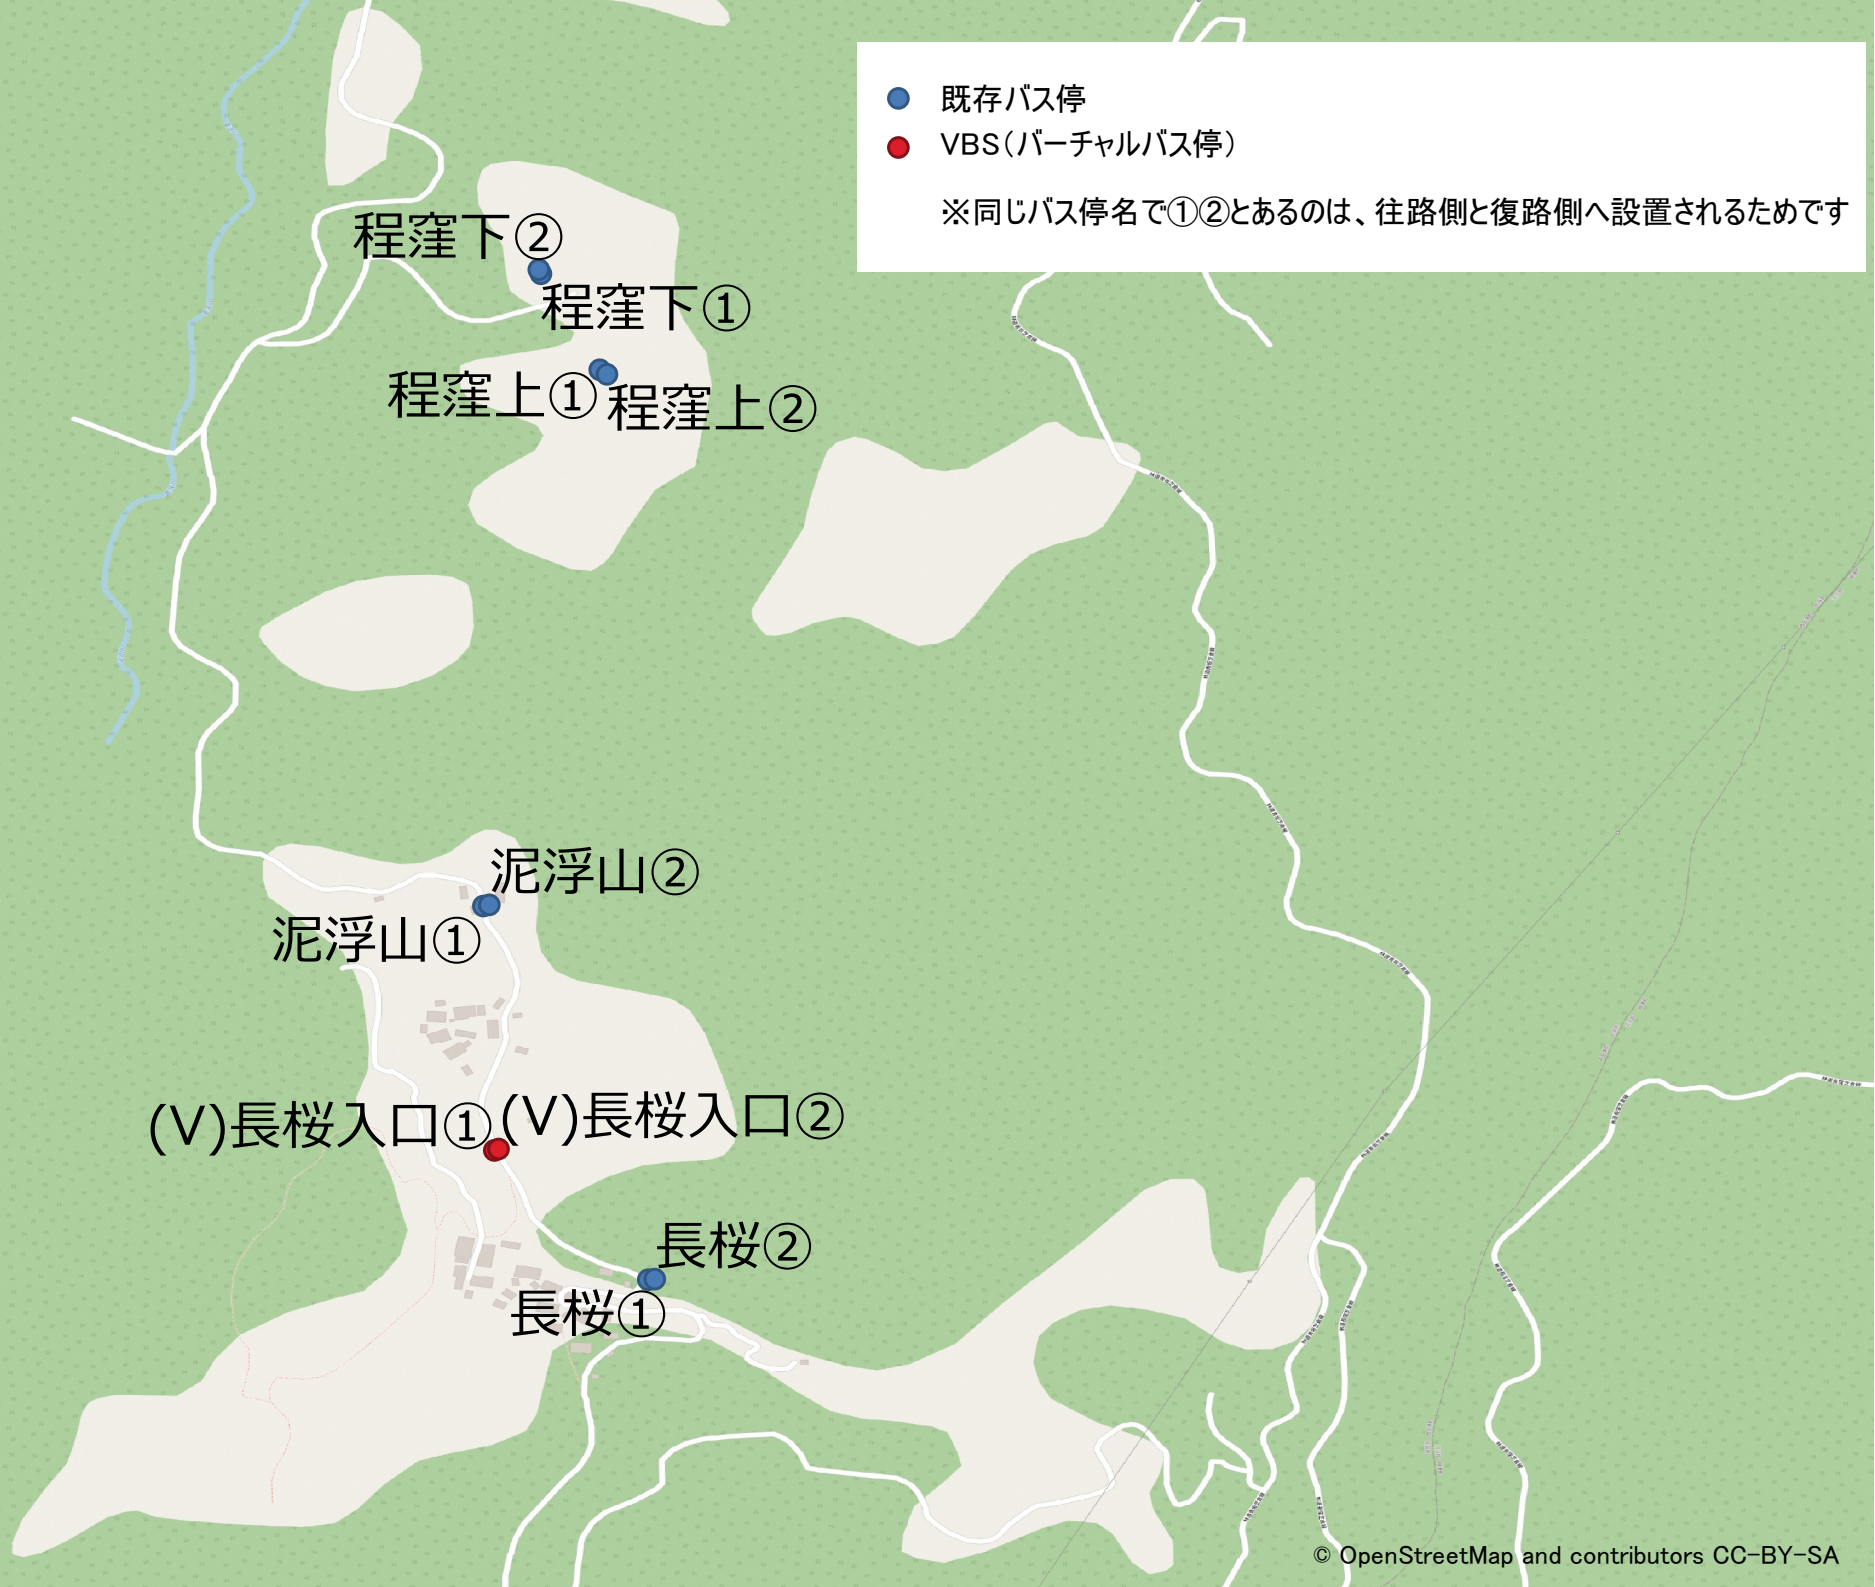 既存バス停
VBS（バーチャルバス停）
※同じバス停名で①②とあるのは、往路側と復路側へ設置されるためです
程窪下②
程窪下①
程窪上①
程窪上②
泥浮山②
泥浮山①
(V)長桜入口①
(V)長桜入口②
長桜②
長桜①
© OpenStreetMap and contributors CC-BY-SA